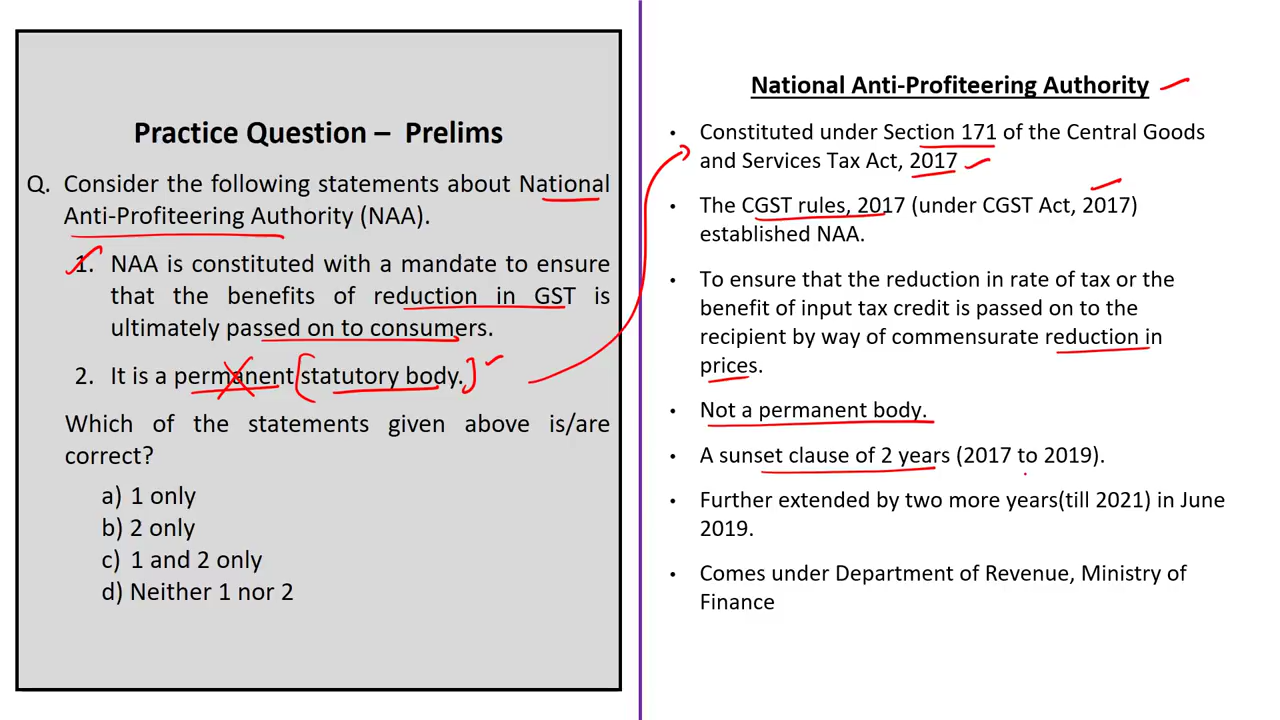 Practice Question – Prelims
Q. Consider the following statements about National
Anti-Profiteering Authority (NAA).
1. NAA is constituted with a mandate to ensure
that the benefits of reduction in GST is
ultimately passed on to consumers.
2. It is a permanent statutory body.
Which of the statements given above is/are
correct?
a) 1 only
b) 2 only
c) 1 and 2 only
d) Neither 1 nor 2
National Anti-Profiteering Authority
• Constituted under Section 171 of the Central Goods
and Services Tax Act, 2017
• The CGST rules, 2017 (under CGST Act, 2017)
established NAA.
• To ensure that the reduction in rate of tax or the
benefit of input tax credit is passed on to the
recipient by way of commensurate reduction in
prices.
• Not a permanent body.
• A sunset clause of 2 years (2017 to 2019).
• Further extended by two more years(till 2021) in June
2019.
• Comes under Department of Revenue, Ministry of
Finance